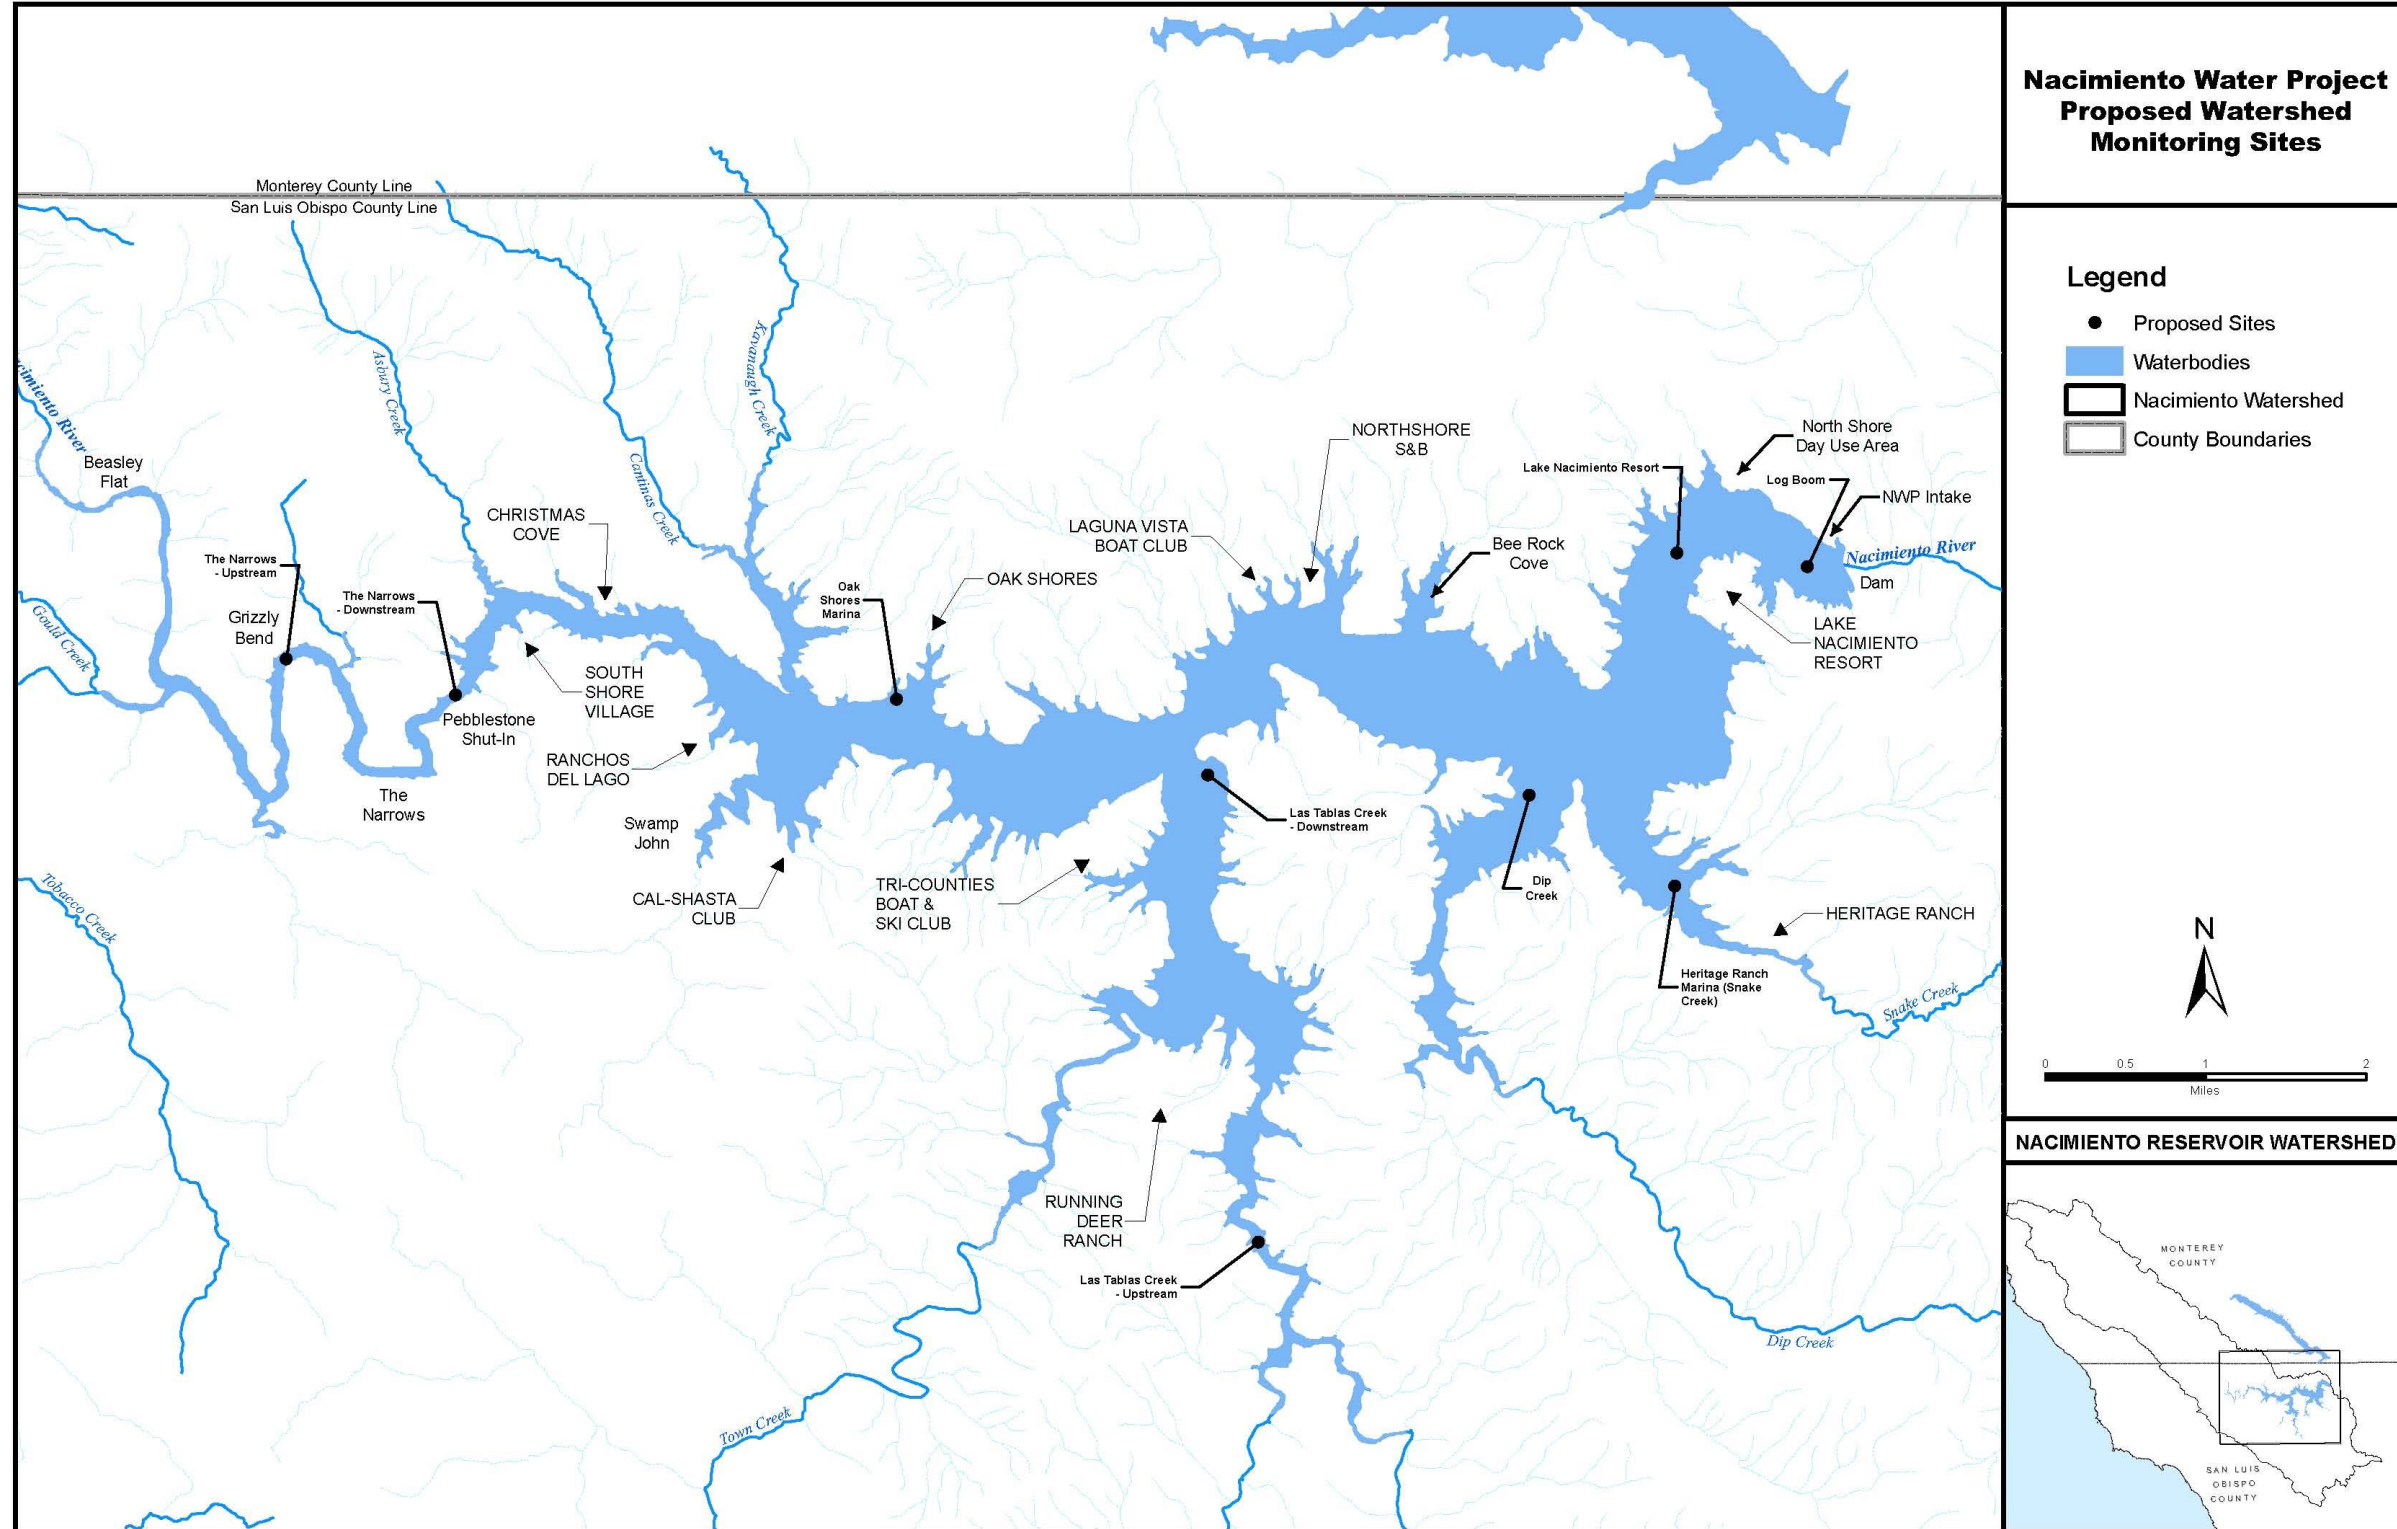 Nacimiento Water Project
Proposed Watershed
Monitoring Sites
Legend
Proposed Sites
Waterbodies
Nacimiento Watershed
County Boundaries
N
0 0.5 1 2
Miles
NACIMIENTO RESERVOIR WATERSHED
MONTEREY
COUNTY
SAN LUIS
OBISPO
COUNTY
Monterey County Line
San Luis Obispo County Line
Asbury Creek
Cantinas Creek
Kavanaugh Creek
River
Beasley
Flat
Gould Creek
The Narrows
- Upstream
Grizzly
Bend
The Narrows
- Downstream
CHRISTMAS
COVE
SOUTH
SHORE
VILLAGE
Pebblestone
Shut-In
The
Narrows
RANCHOS
DEL LAGO
Swamp
John
CAL-SHASTA
CLUB
Oak
Shores
Marina
OAK SHORES
TRI-COUNTIES
BOAT &
SKI CLUB
LAGUNA VISTA
BOAT CLUB
NORTHSHORE
S&B
Bee Rock
Cove
Lake Nacimiento Resort
North Shore
Day Use Area
Log Boom
NWP Intake
Nacimiento River
Dam
LAKE
NACIMIENTO
RESORT
Las Tablas Creek
- Downstream
Dip
Creek
HERITAGE RANCH
Heritage Ranch
Marina (Snake
Creek)
Snake Creek
Tobacco Creek
RUNNING
DEER
RANCH
Las Tablas Creek
- Upstream
Dip Creek
Town Creek